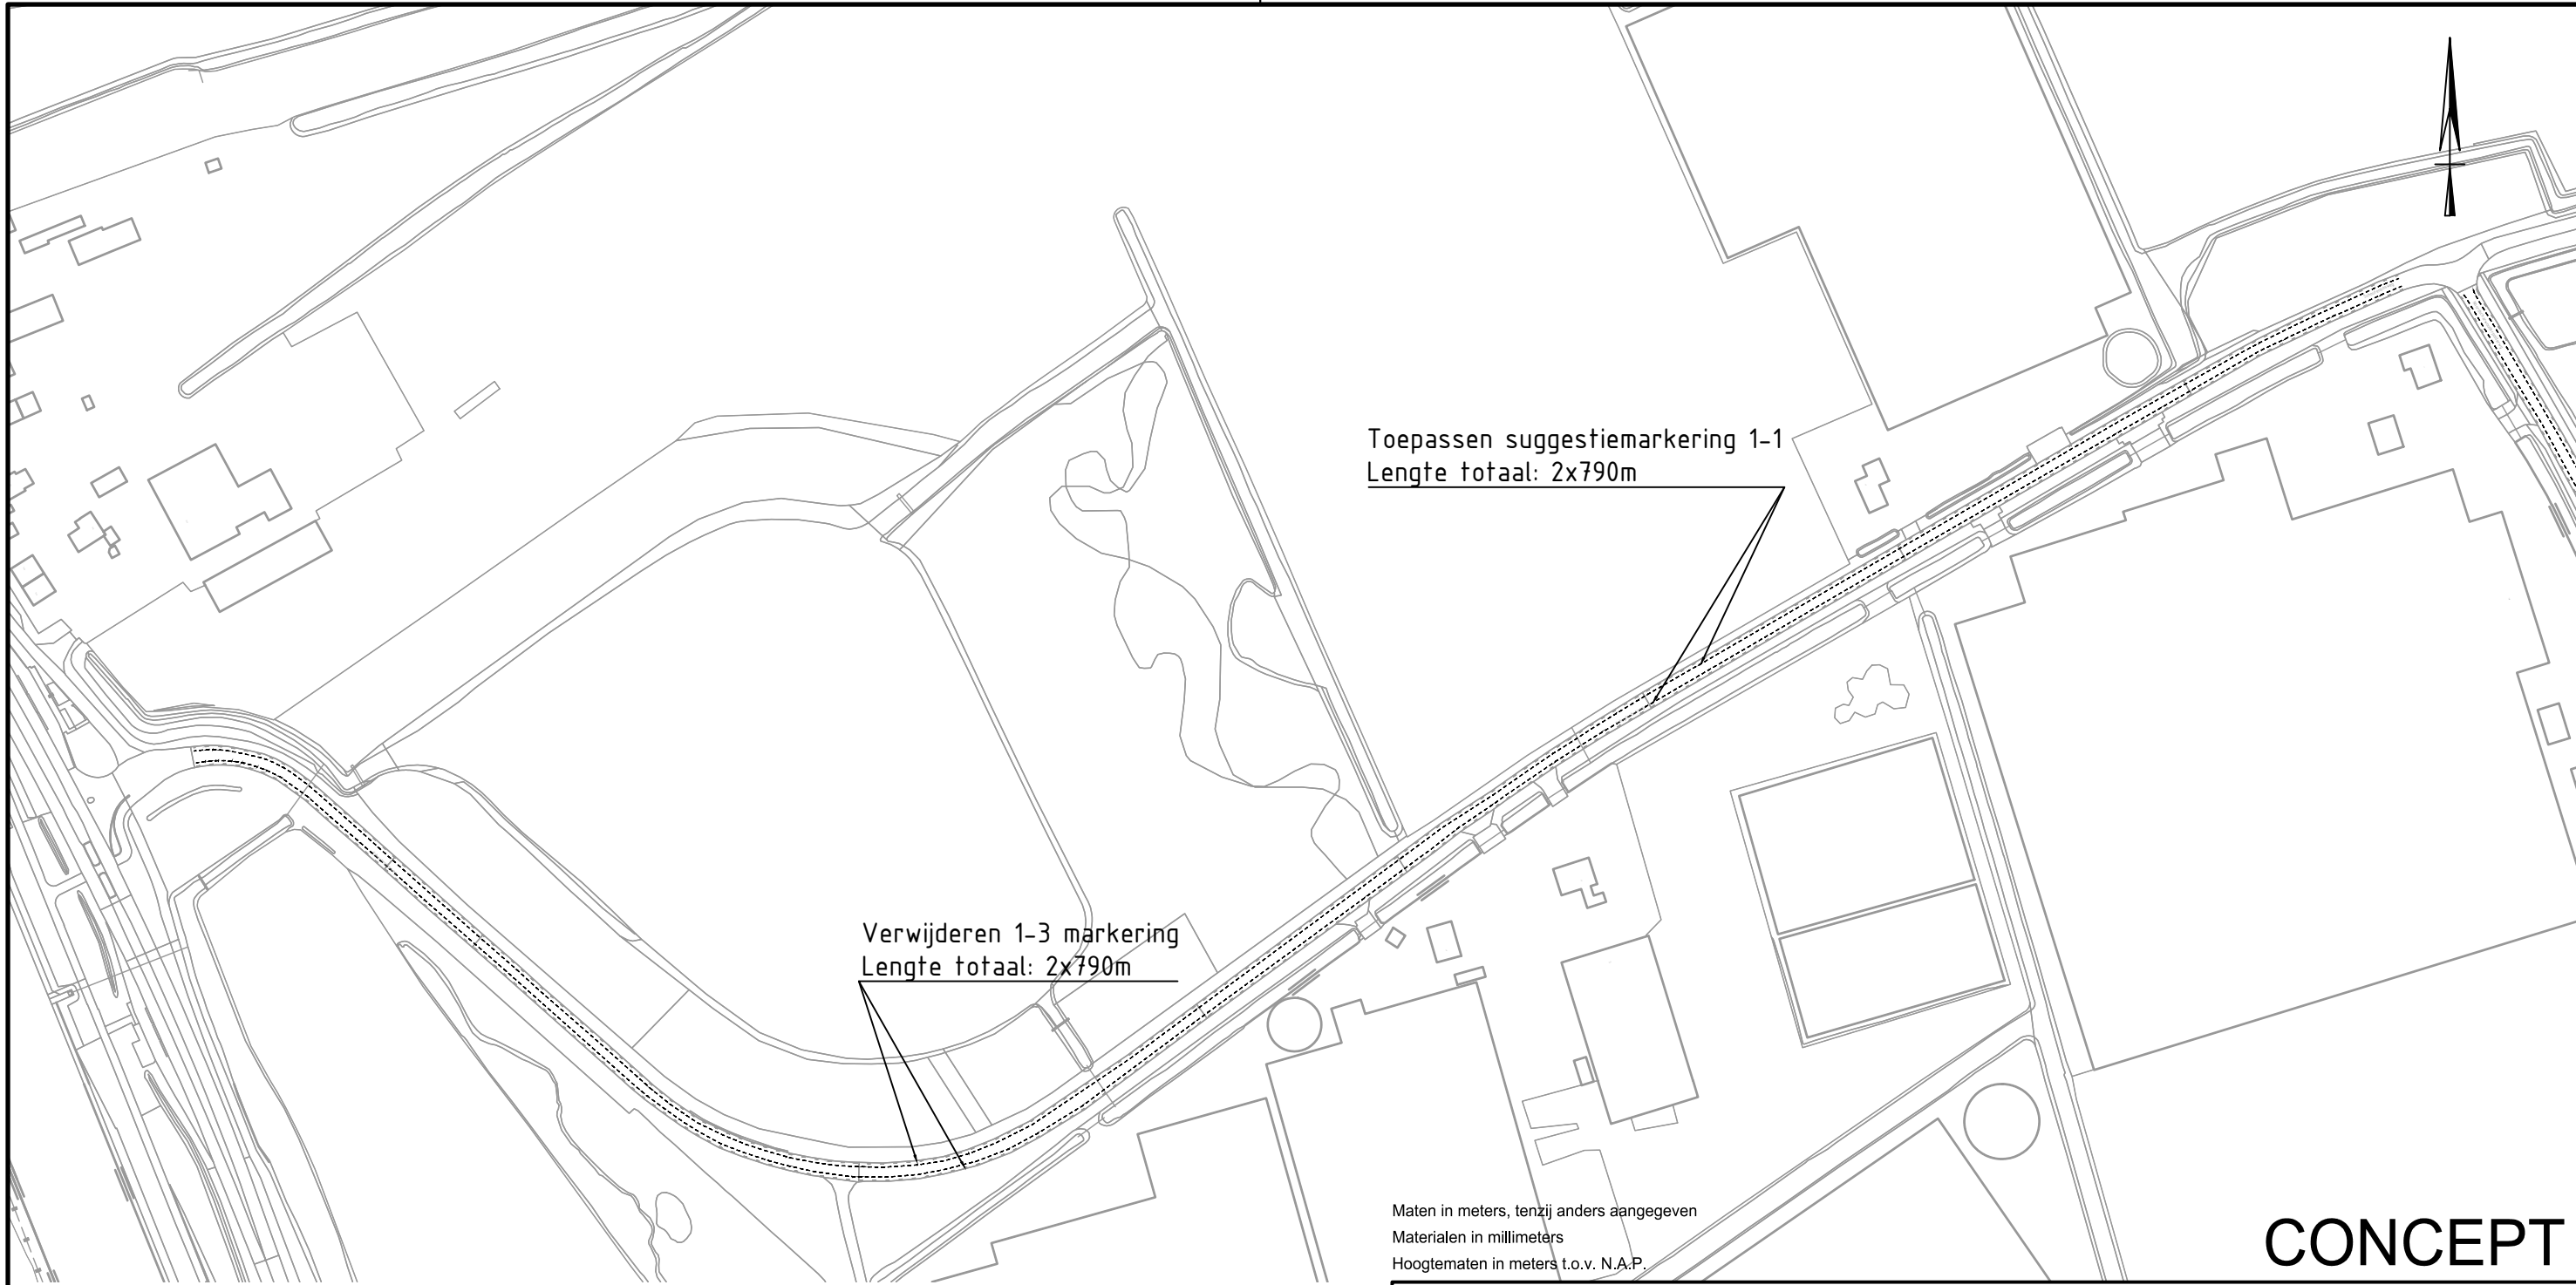 Toepassen suggestiemarkering 1-1
Lengte totaal: 2x790m
Verwijderen 1-3 markering
Lengte totaal: 2x790m
Maten in meters, tenzij anders aangegeven
Materialen in millimeters
Hoogtematen in meters t.o.v. N.A.P.
CONCEPT